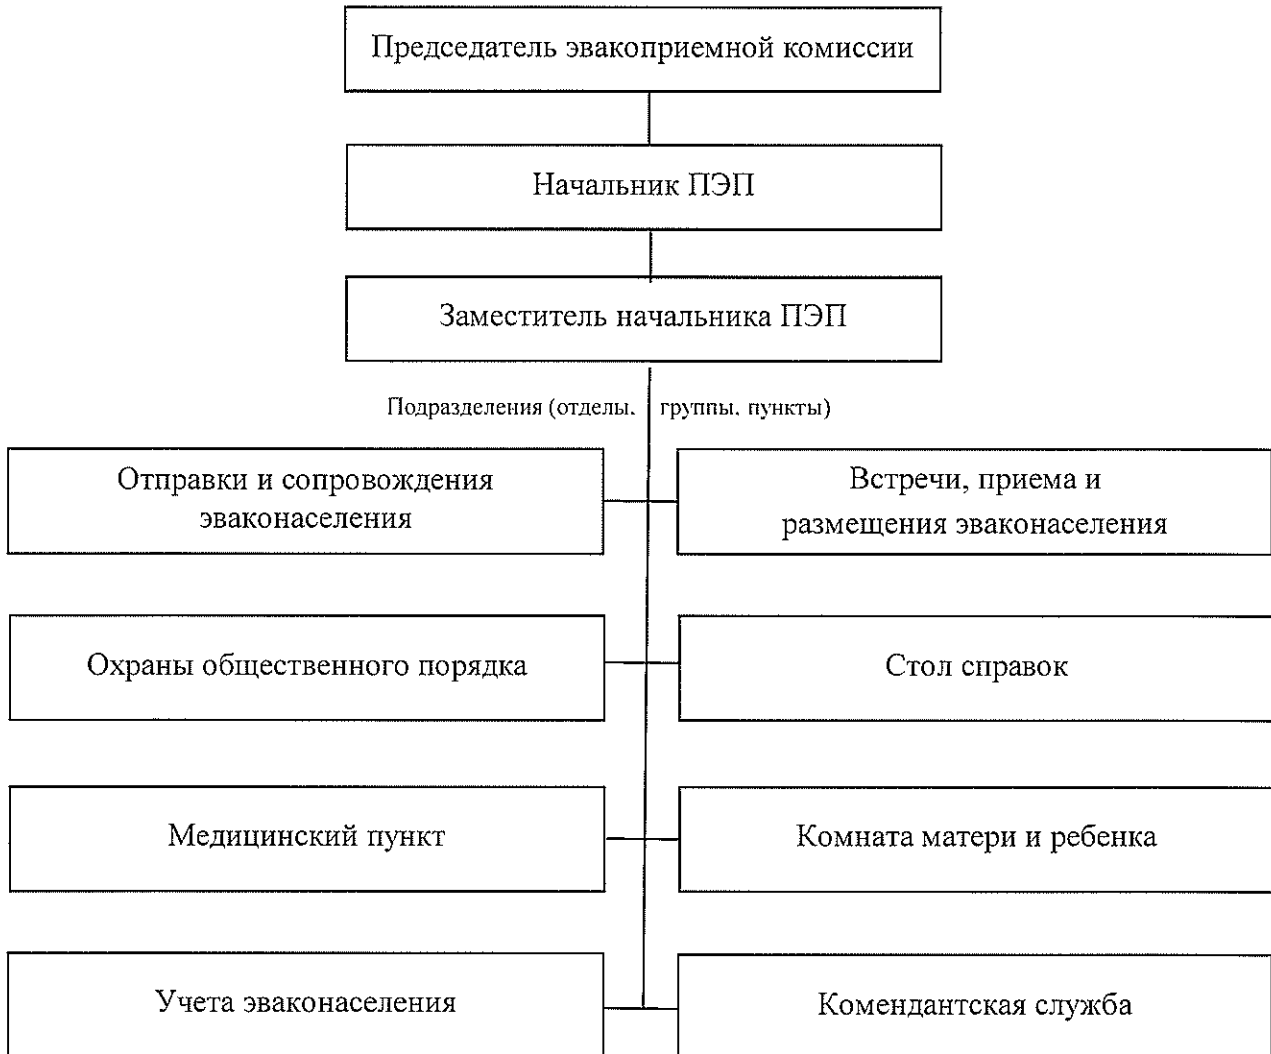 Председатель эвакоприемной комиссии
Начальник ПЭП
Заместитель начальника ПЭП
Подразделения (отделы, группы, пункты)
Отправки и сопровождения
эваконаселения
Встречи, приема и
размещения эваконаселения
Охраны общественного порядка
Стол справок
Медицинский пункт
Комната матери и ребенка
Учета эваконаселения
Комендантская служба